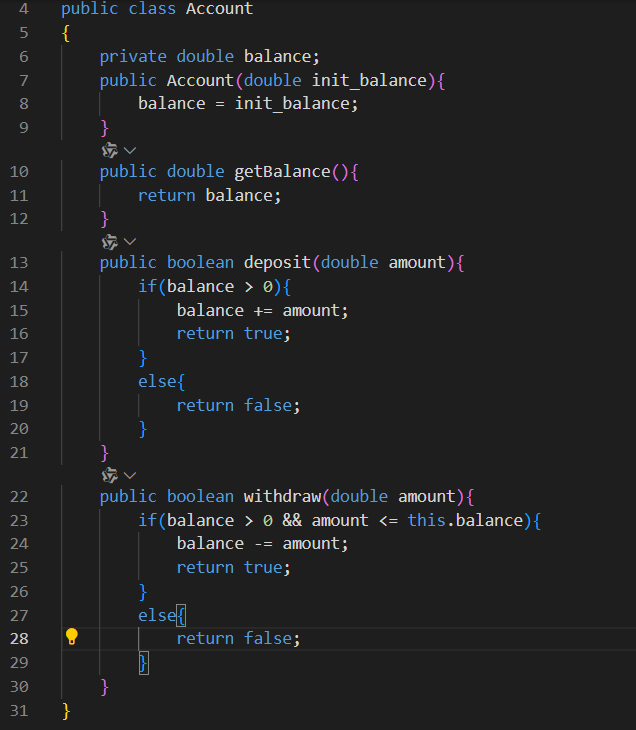 4 public class Account
5 {
6     private double balance;
7     public Account(double init_balance){
8         balance = init_balance;
9     }
10     public double getBalance(){
11         return balance;
12     }
13     public boolean deposit(double amount){
14         if(balance > 0){
15             balance += amount;
16             return true;
17         }
18         else{
19             return false;
20         }
21     }
22     public boolean withdraw(double amount){
23         if(balance > 0 && amount <= this.balance){
24             balance -= amount;
25             return true;
26         }
27         else{
28             return false;
29         }
30     }
31 }